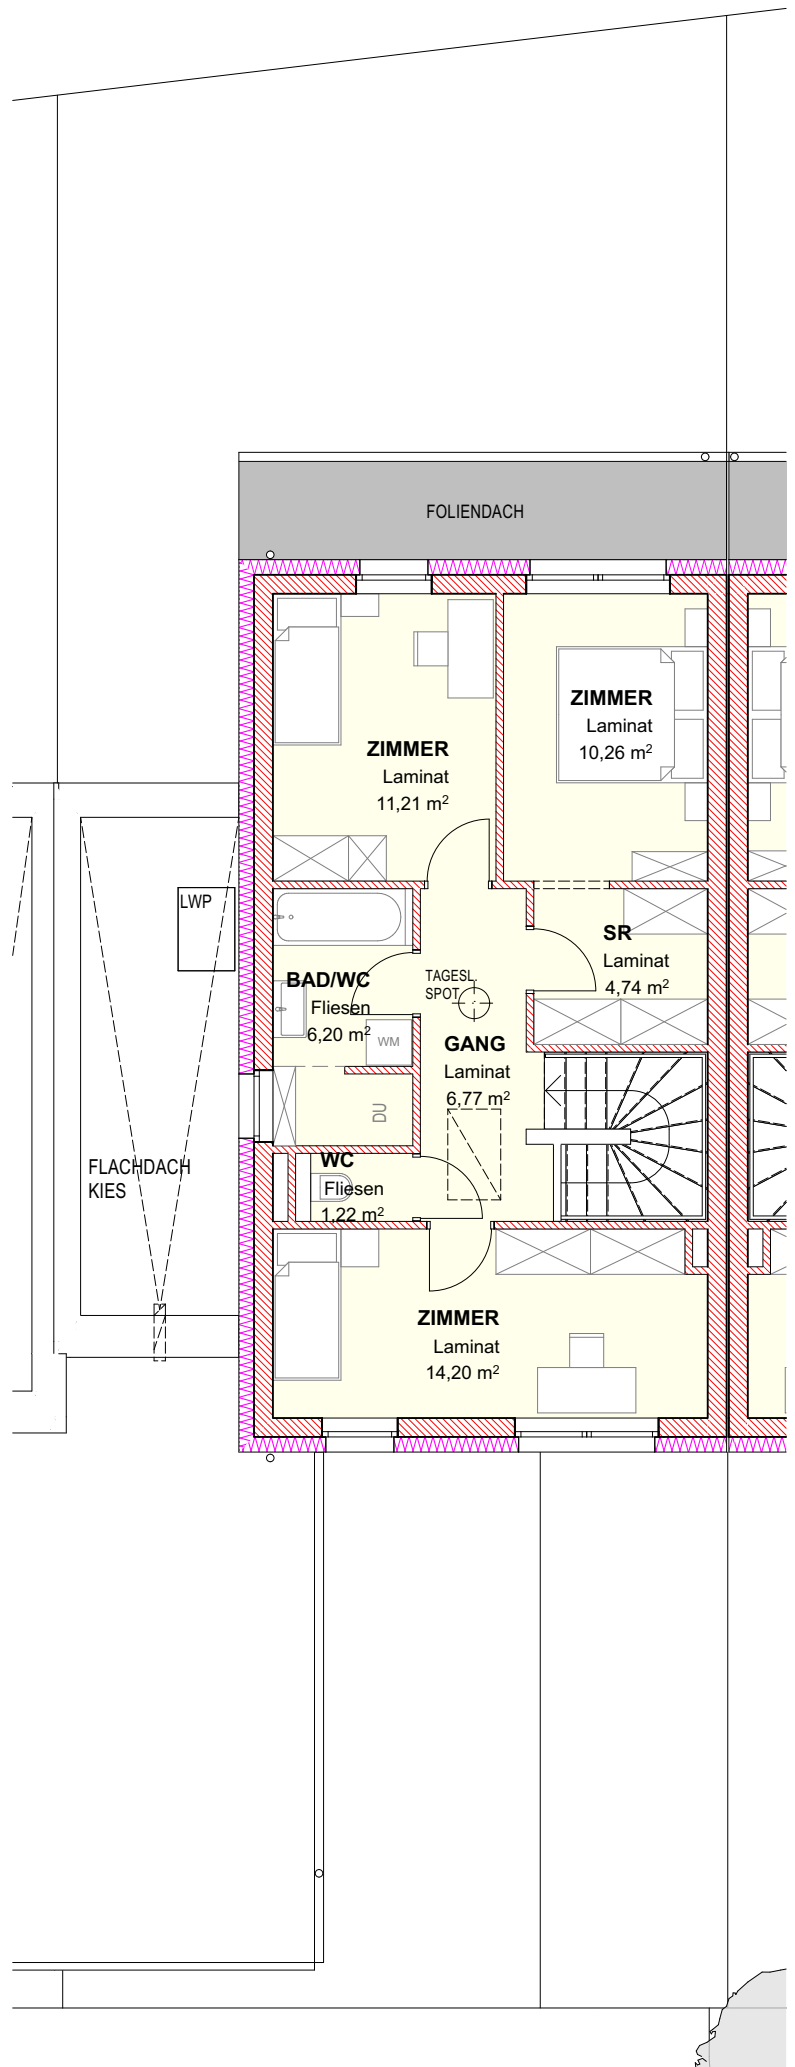 FOLIENDACH
ZIMMER
Laminat
10,26 m²
ZIMMER
Laminat
11,21 m²
LWP
SR
Laminat
4,74 m²
BAD/WC
Fliesen
6,20 m²
TAGESL.
SPOT
WM
GANG
Laminat
6,77 m²
DU
FLACHDACH
KIES
WC
Fliesen
1,22 m²
ZIMMER
Laminat
14,20 m²